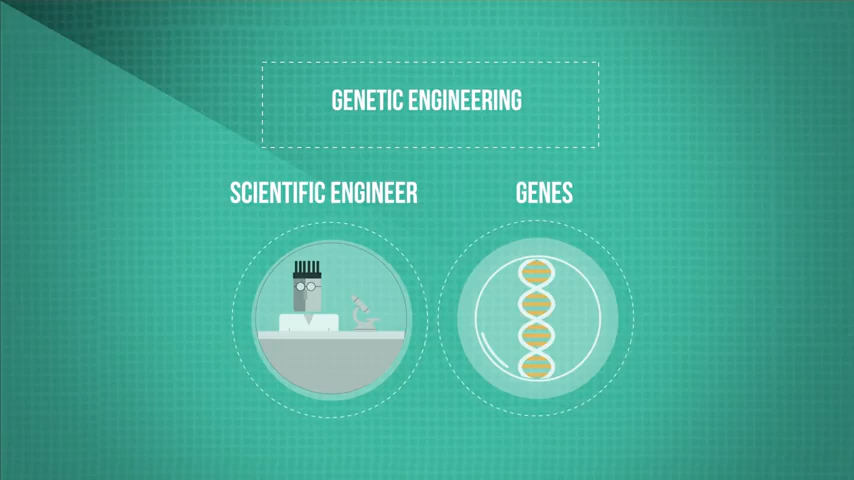 GENETIC ENGINEERING
SCIENTIFIC ENGINEER
GENES